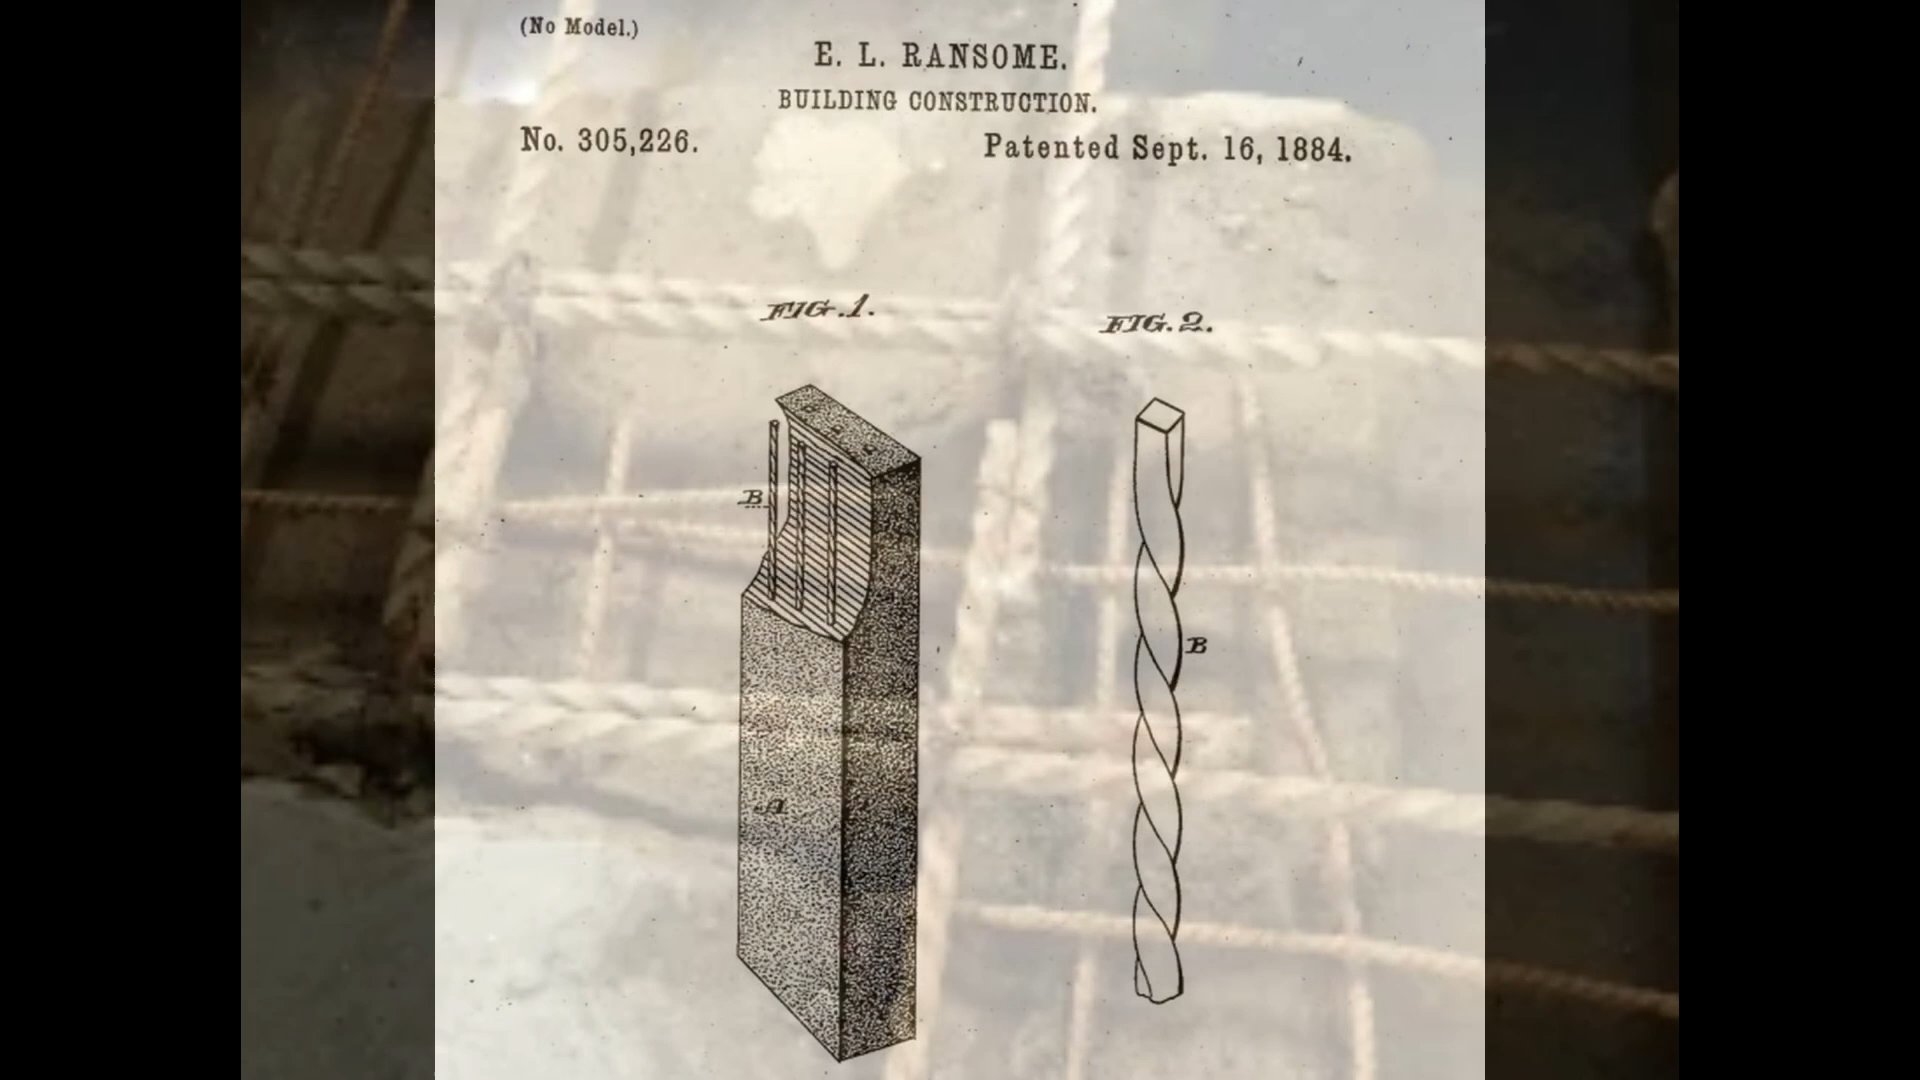 (No Model.)
E. L. RANSOME.
BUILDING CONSTRUCTION.
No. 305,226.
Patented Sept. 16, 1884.
FIG. 1.
FIG. 2.
B
B
A